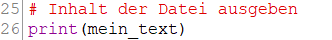 25 # Inhalt der Datei ausgeben
26 print(mein_text)